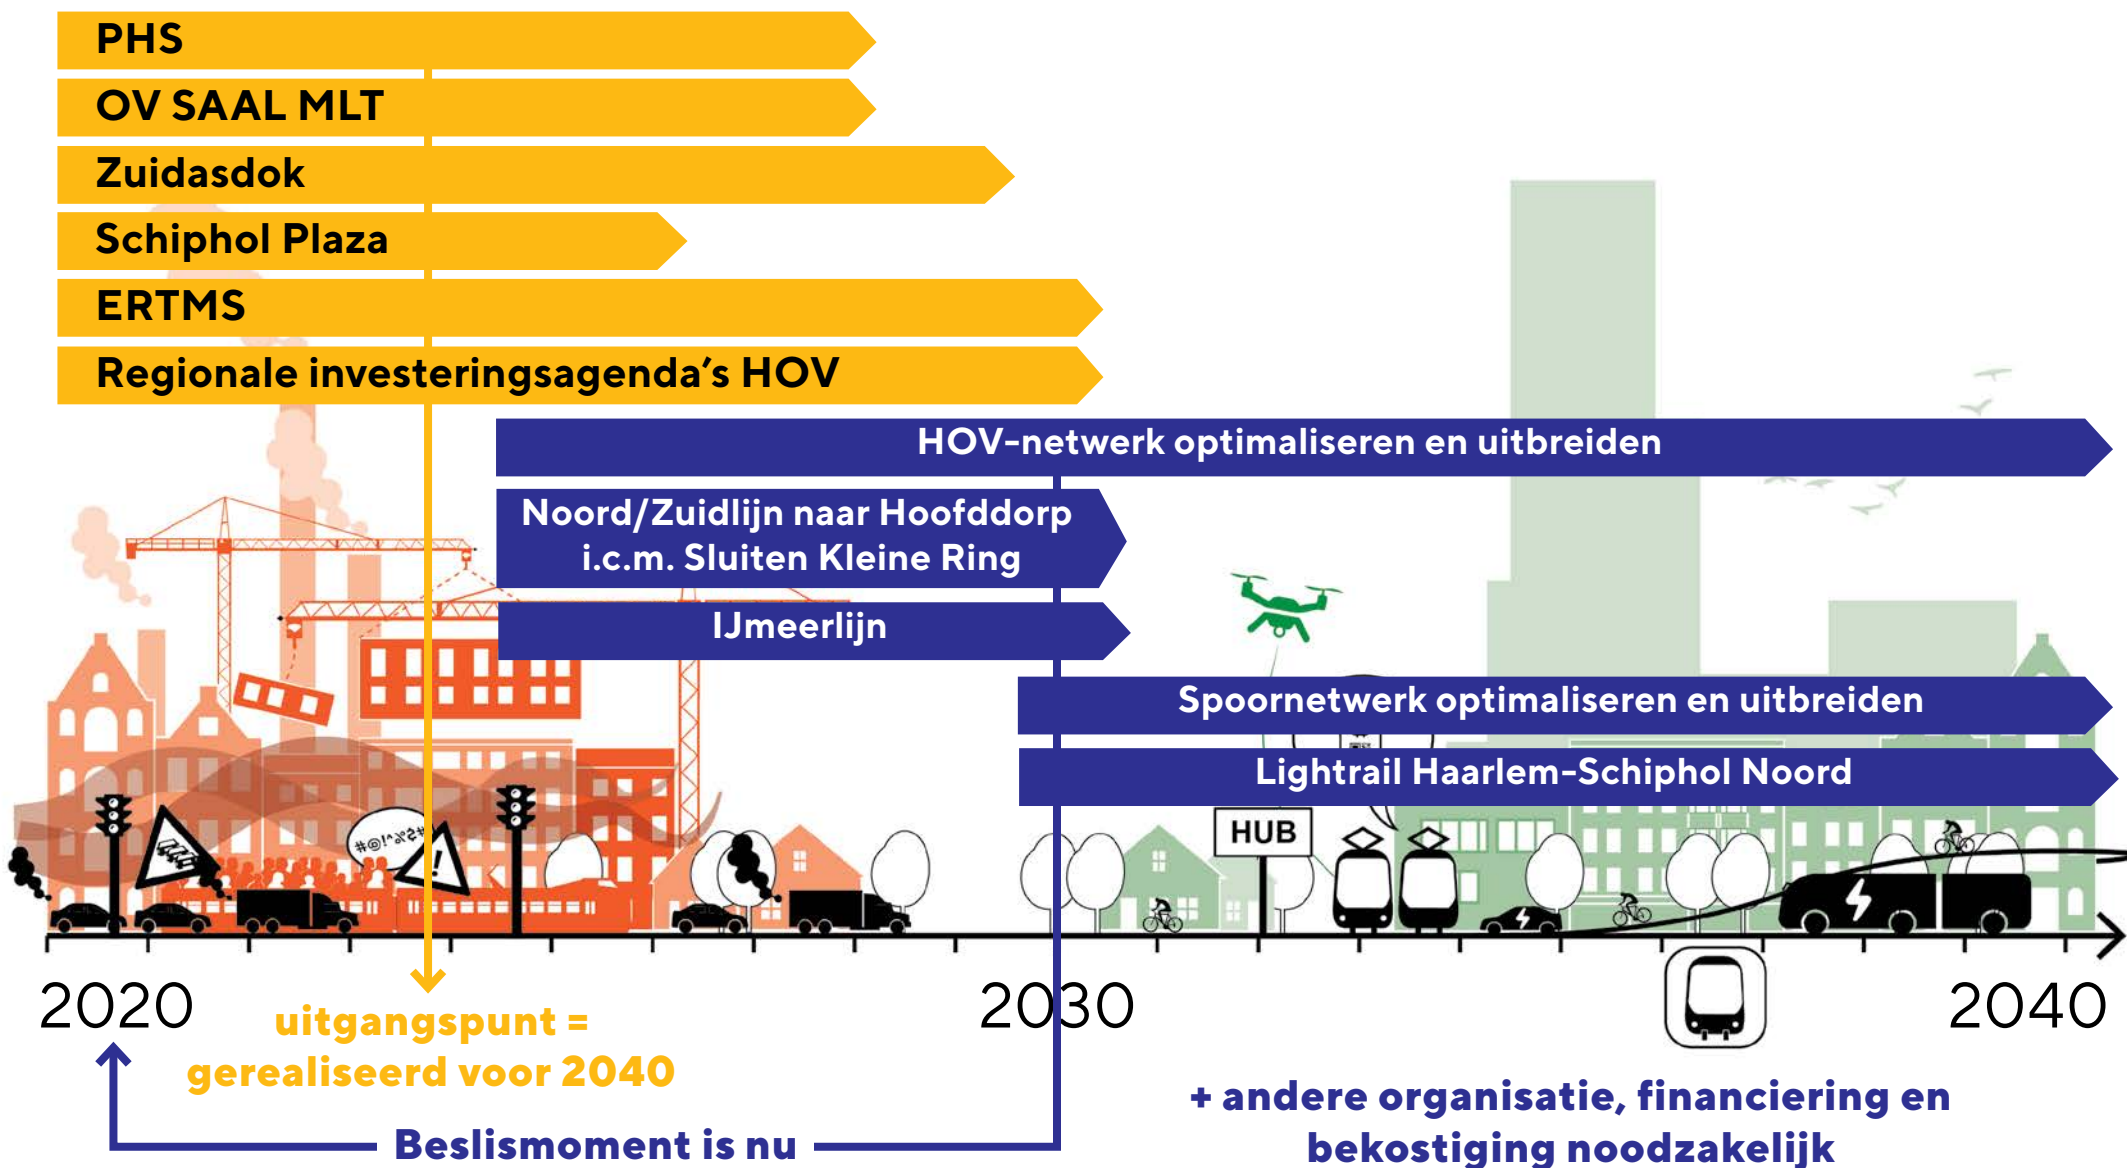 PHS
OV SAAL MLT
Zuidasdok
Schiphol Plaza
ERTMS
Regionale investeringsagenda’s HOV
HOV-netwerk optimaliseren en uitbreiden
Noord/Zuidlijn naar Hoofddorp
i.c.m. Sluiten Kleine Ring
IJmeerlijn
Spoornetwerk optimaliseren en uitbreiden
Lightrail Haarlem-Schiphol Noord
HUB
!
2020
2030
2040
uitgangspunt =
gerealiseerd voor 2040
Beslismoment is nu
+ andere organisatie, financiering en
bekostiging noodzakelijk